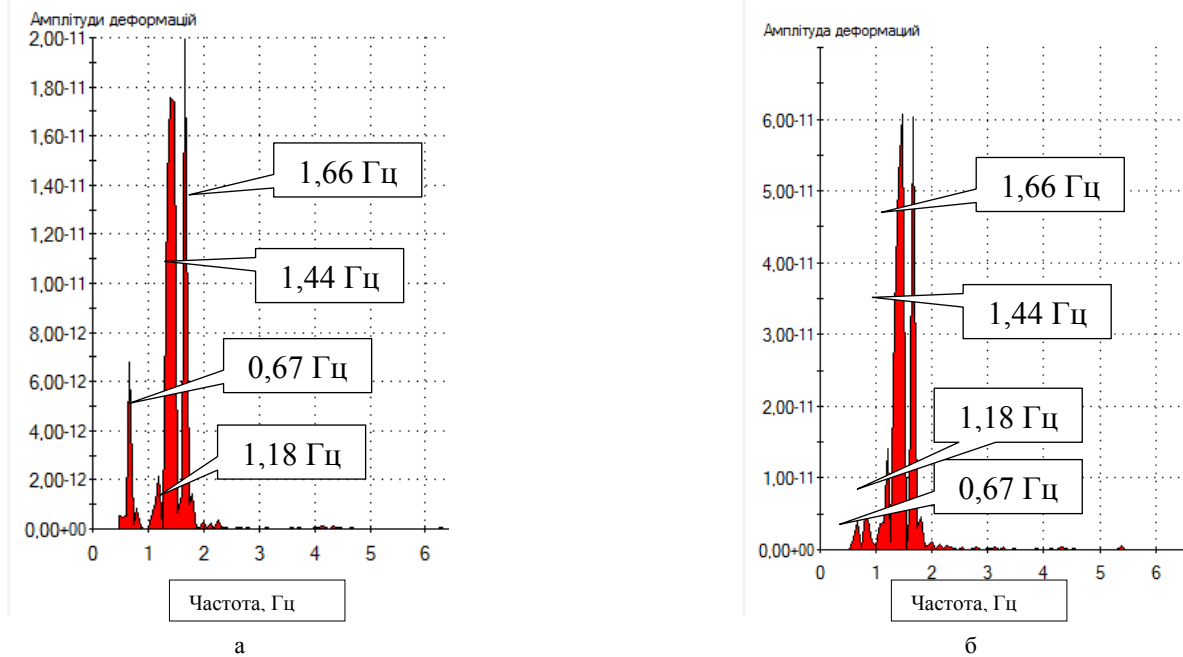 Амплітуди деформацій
2,00-11
1,80-11
1,60-11
1,40-11
1,20-11
1,00-11
8,00-12
6,00-12
4,00-12
2,00-12
0,00+00
0 1 2 3 4 5 6
1,66 Гц
1,44 Гц
0,67 Гц
1,18 Гц
Частота, Гц
а
Амплітуда деформаций
6,00-11
5,00-11
4,00-11
3,00-11
2,00-11
1,00-11
0,00+00
0 1 2 3 4 5 6
1,66 Гц
1,44 Гц
1,18 Гц
0,67 Гц
Частота, Гц
б